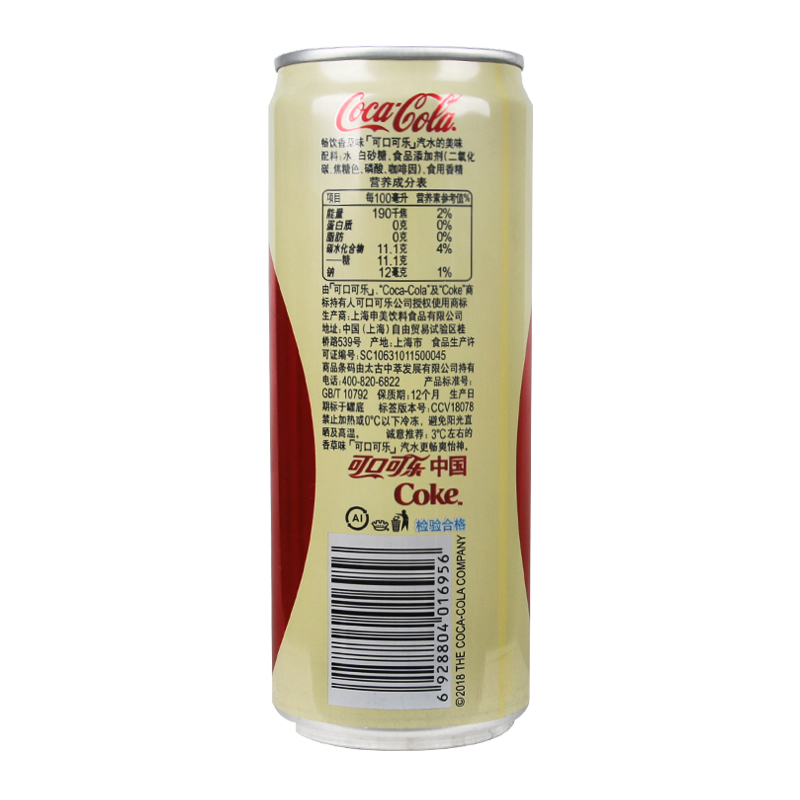 Coca-Cola.
畅饮香草味「可口可乐」汽水的美味
配料:水、白砂糖、食品添加剂(二氧化
碳、焦糖色、磷酸、咖啡因)、食用香精
营养成分表
项目 每100毫升 营养素参考值%
能量 190千焦 2%
蛋白质 0克 0%
脂肪 0克 0%
碳水化合物 11.1克 4%
——糖 11.1克
钠 12毫克 1%
由「可口可乐」、“Coca-Cola”及“Coke”商
标持有人可口可乐公司授权使用商标
生产商:上海申美饮料食品有限公司
地址:中国(上海)自由贸易试验区桂
桥路539号 产地:上海市 食品生产许
可证编号:SC10631011500045
商品条码由太古中萃发展有限公司持有
电话:400-820-6822 产品标准号:
GB/T 10792 保质期:12个月 生产日
期标于罐底 标签版本号:CCV18078
禁止加热或0°C以下冷冻,避免阳光直
晒及高温。 诚意推荐:3°C左右的
香草味「可口可乐」汽水更畅爽怡神。
可口可乐 中国
Coke™
Al
检验合格
6 928804 016956
©2018 THE COCA-COLA COMPANY